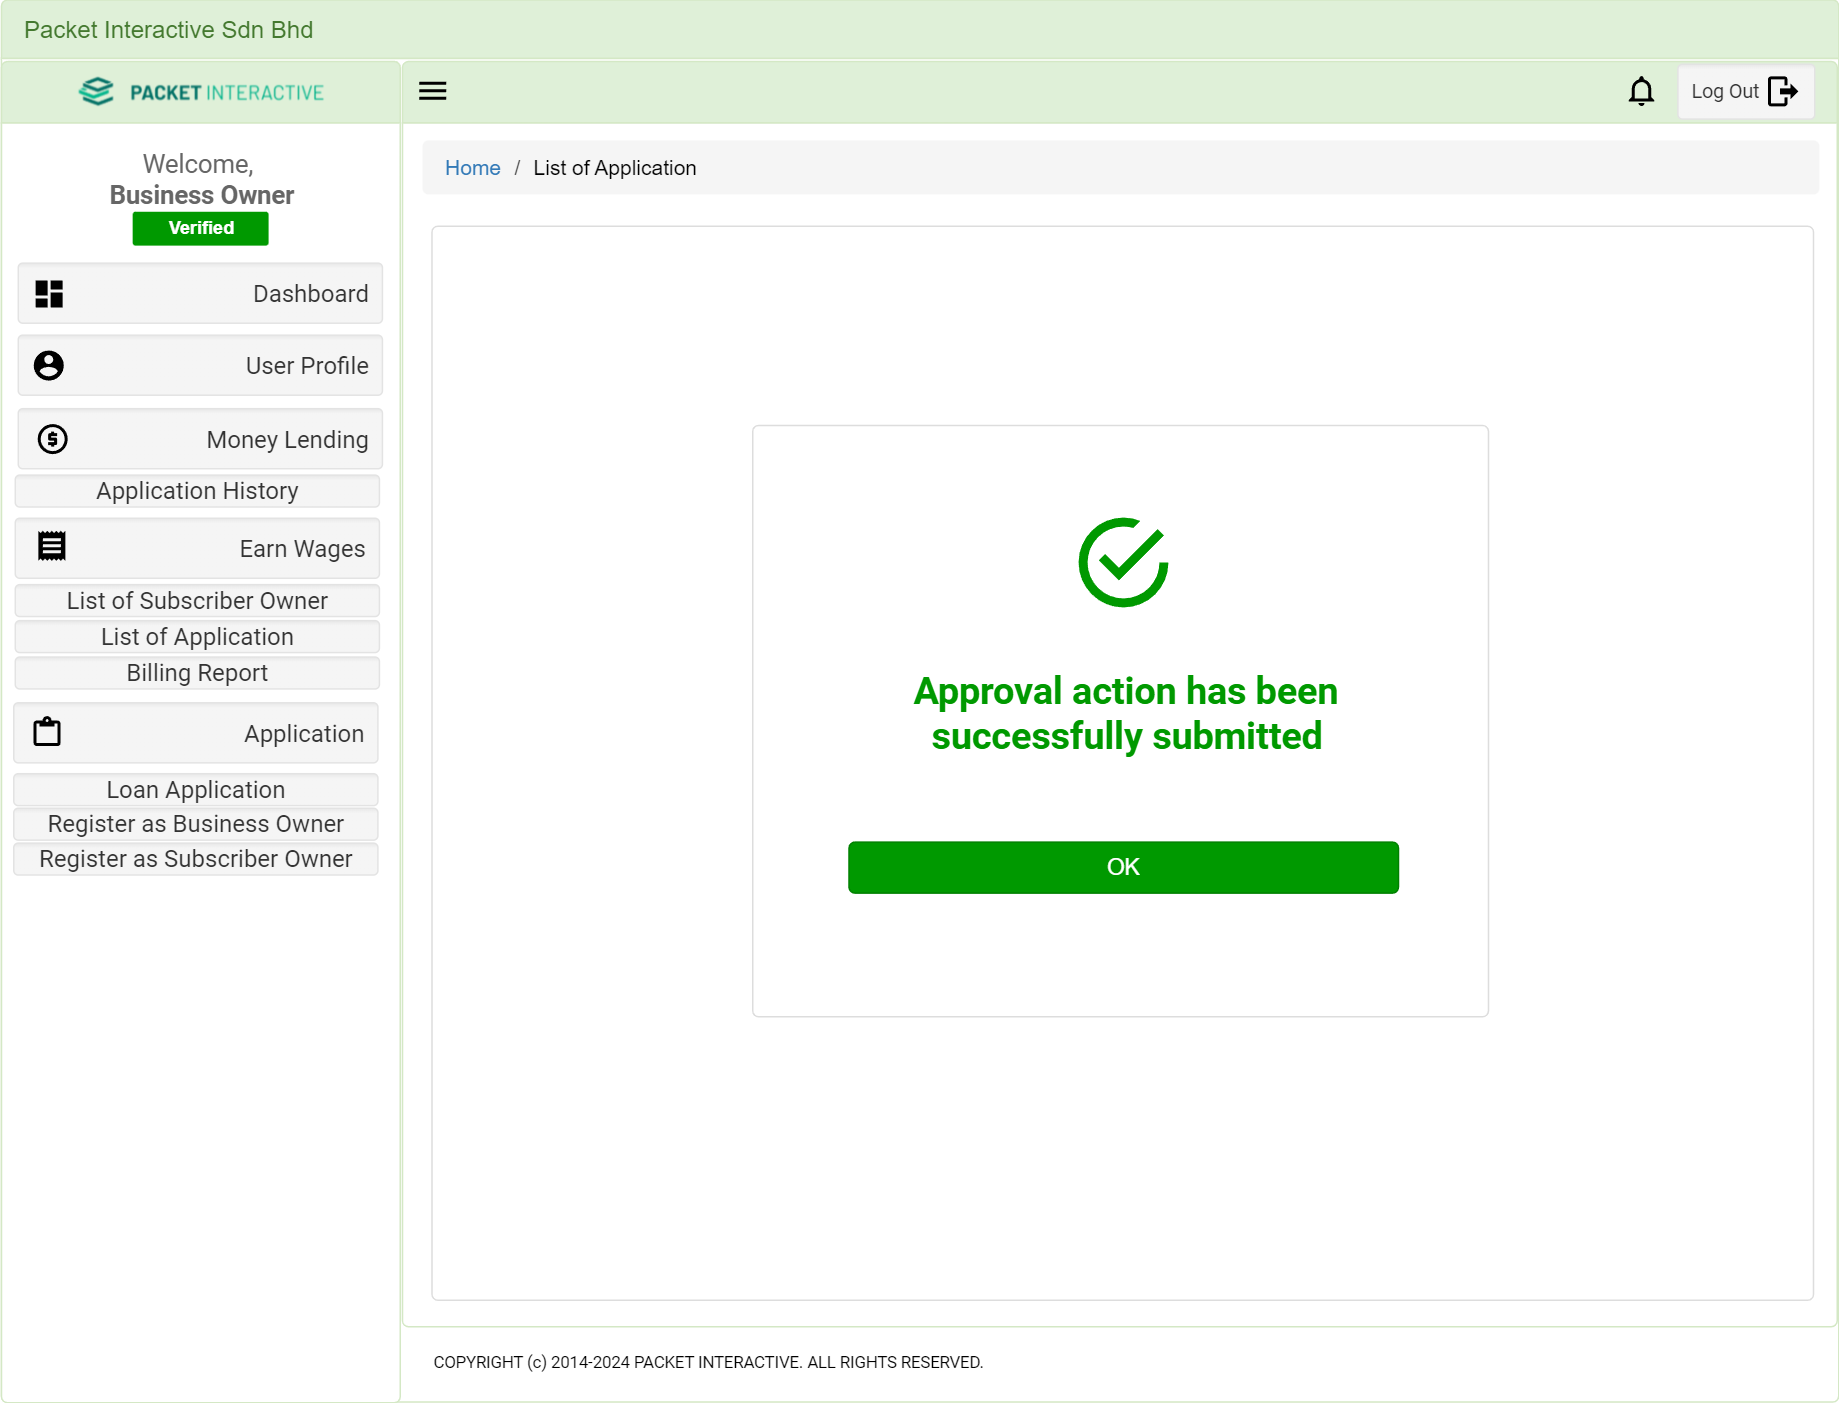 Packet Interactive Sdn Bhd
PACKET INTERACTIVE
Log Out
Welcome,
Business Owner
Verified
Dashboard
User Profile
Money Lending
Application History
Earn Wages
List of Subscriber Owner
List of Application
Billing Report
Application
Loan Application
Register as Business Owner
Register as Subscriber Owner
Home / List of Application
Approval action has been
successfully submitted
OK
COPYRIGHT (c) 2014-2024 PACKET INTERACTIVE. ALL RIGHTS RESERVED.